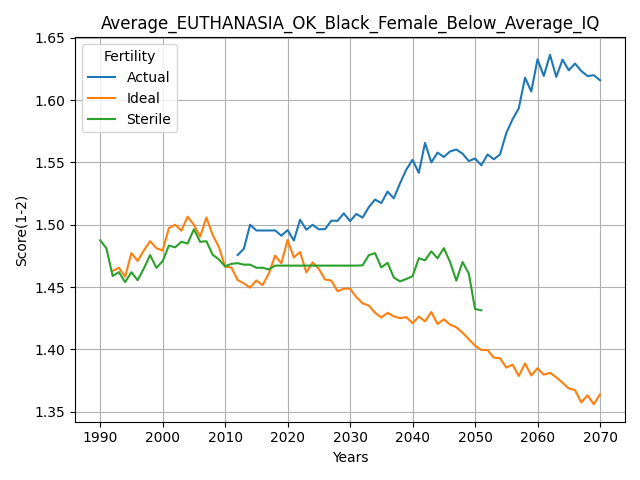 Average_EUTHANASIA_OK_Black_Female_Below_Average_IQ
Fertility
Actual
Ideal
Sterile
Score(1-2)
1.65
1.60
1.55
1.50
1.45
1.40
1.35
1990 2000 2010 2020 2030 2040 2050 2060 2070
Years